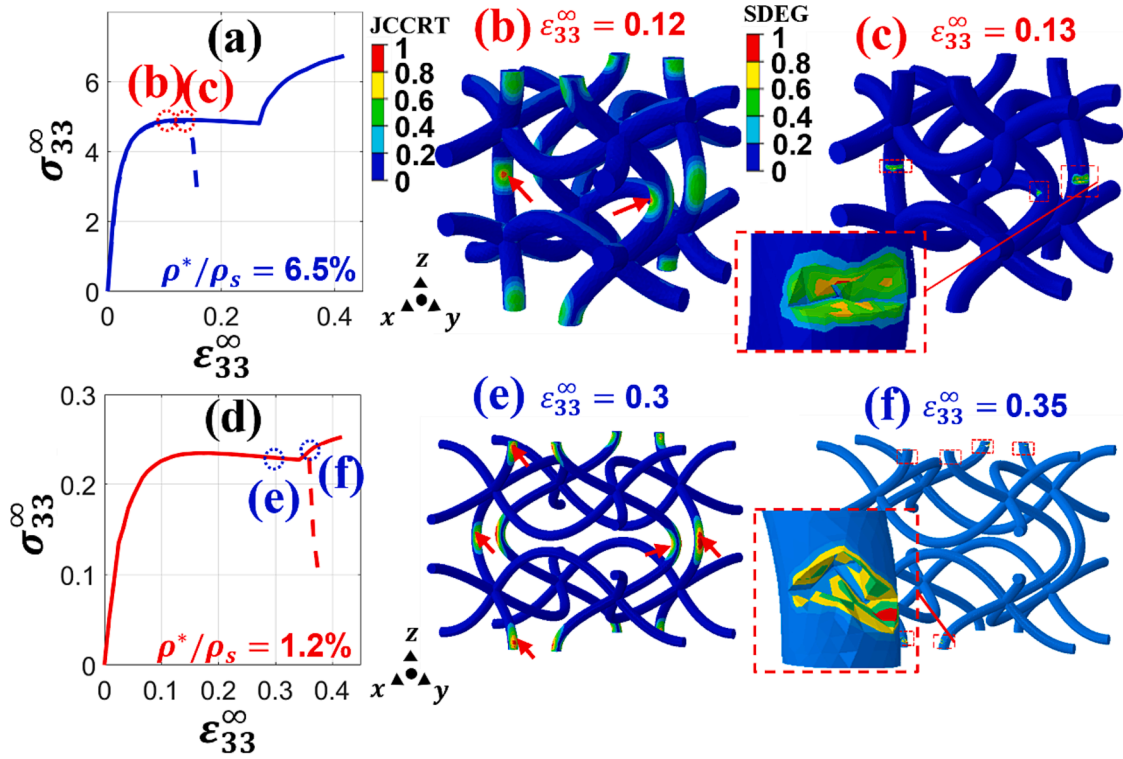 (a)
6
4
2
0
0
0.2
0.4
(b)
(c)
ρ*/ρₛ = 6.5%
σ₃₃^∞
ε₃₃^∞
JCCRT
1
0.8
0.6
0.4
0.2
0
(b) ε₃₃^∞ = 0.12
z
x
y
SDEG
1
0.8
0.6
0.4
0.2
0
(c) ε₃₃^∞ = 0.13
(d)
0.3
0.2
0.1
0
0
0.1
0.2
0.3
0.4
(e)
(f)
ρ*/ρₛ = 1.2%
σ₃₃^∞
ε₃₃^∞
(e) ε₃₃^∞ = 0.3
z
x
y
(f) ε₃₃^∞ = 0.35